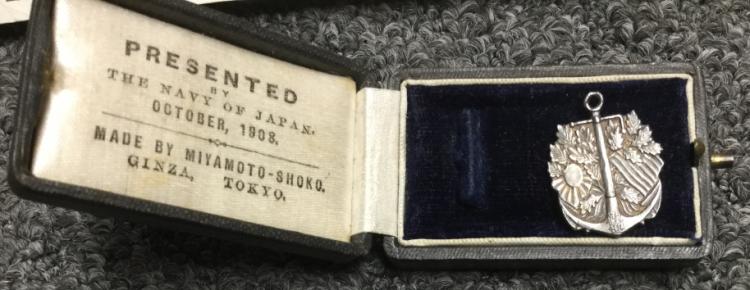 PRESENTED
BY
THE NAVY OF JAPAN.
OCTOBER, 1908.
MADE BY MIYAMOTO-SHOKO.
GINZA, TOKYO,